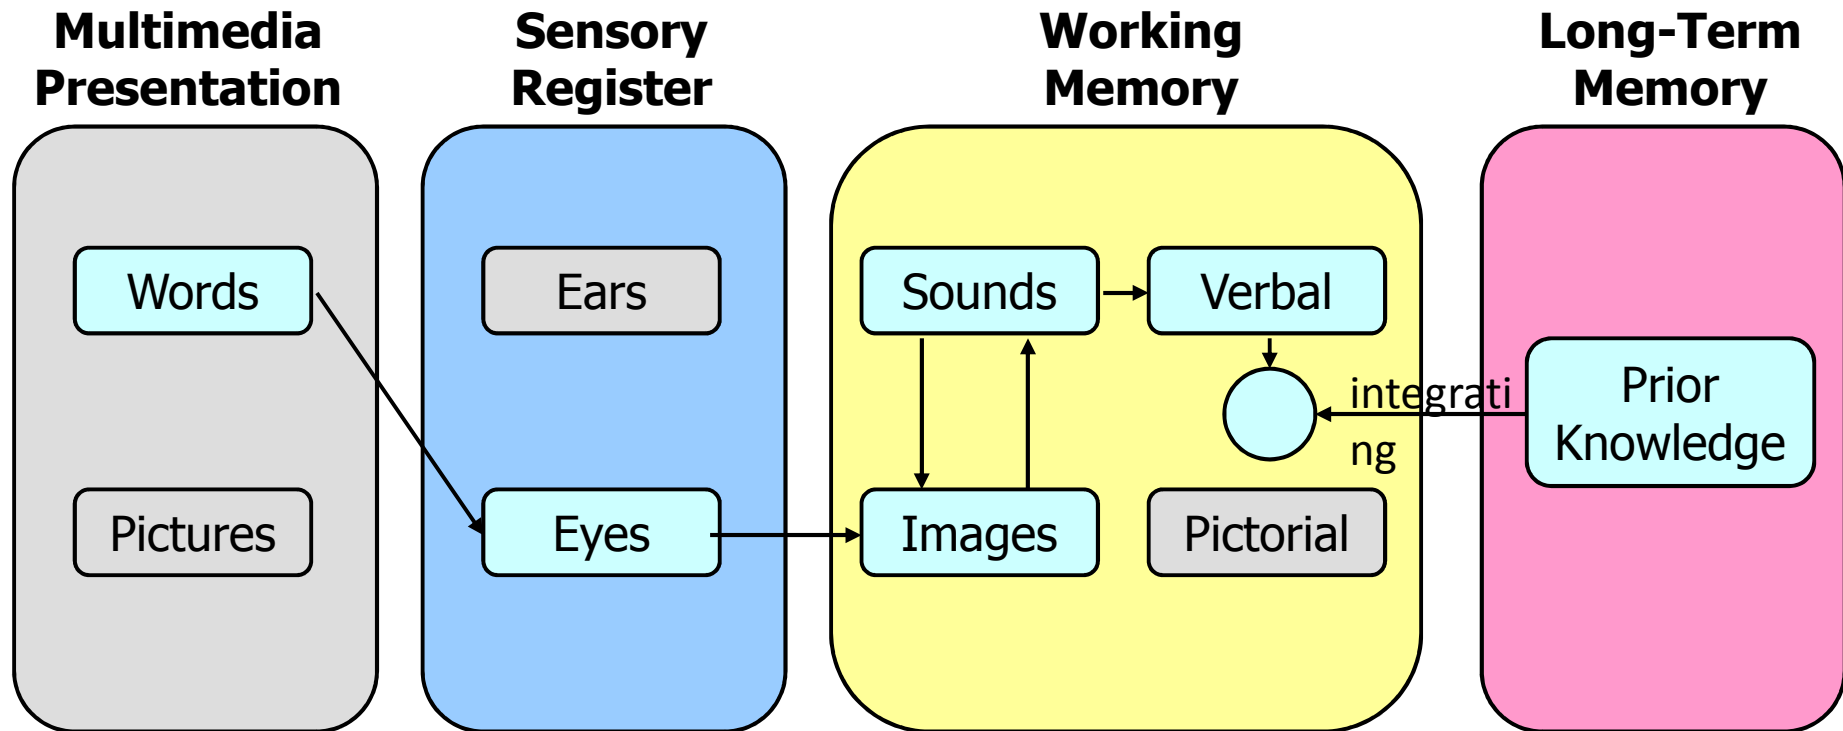 Multimedia
Presentation
Sensory
Register
Working
Memory
Long-Term
Memory
Words
Ears
Sounds
Verbal
integrati
ng
Prior
Knowledge
Pictures
Eyes
Images
Pictorial